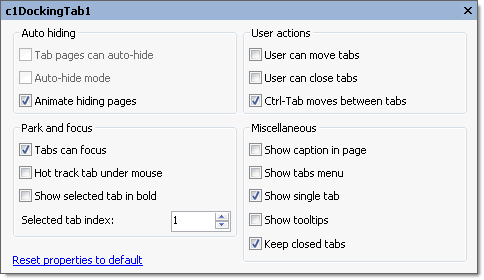 c1DockingTab1
Auto hiding
Tab pages can auto-hide
Auto-hide mode
Animate hiding pages
User actions
User can move tabs
User can close tabs
Ctrl-Tab moves between tabs
Park and focus
Tabs can focus
Hot track tab under mouse
Show selected tab in bold
Selected tab index: 1
Miscellaneous
Show caption in page
Show tabs menu
Show single tab
Show tooltips
Keep closed tabs
Reset properties to default